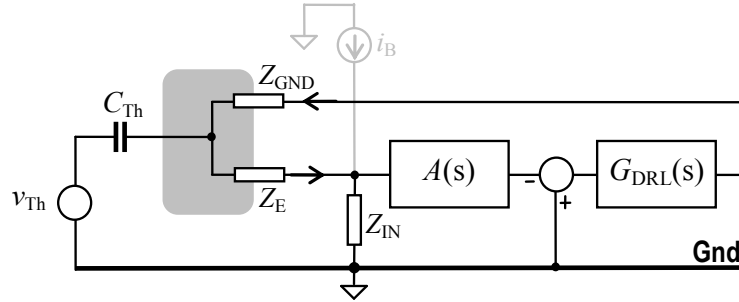 i_B
Z_GND
C_Th
A(s)
G_DRL(s)
-
+
v_Th
Z_E
Z_IN
Gnd